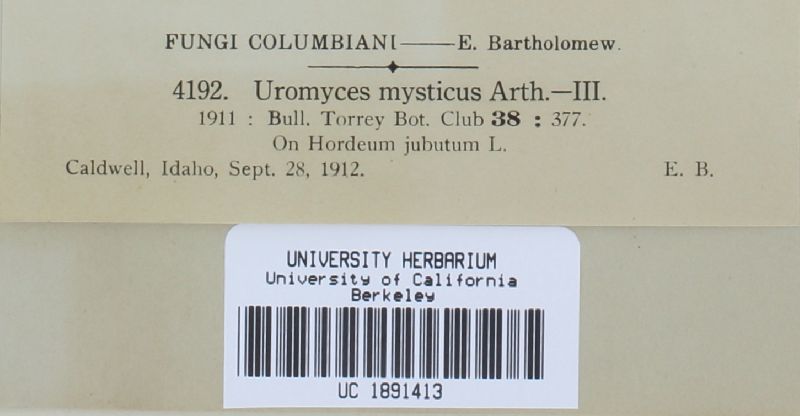 FUNGI COLUMBIANI——E. Bartholomew.
4192. Uromyces mysticus Arth.—III.
1911 : Bull. Torrey Bot. Club 38 : 377.
On Hordeum jubutum L.
Caldwell, Idaho, Sept. 28, 1912. E. B.
UNIVERSITY HERBARIUM
University of California
Berkeley
UC 1891413